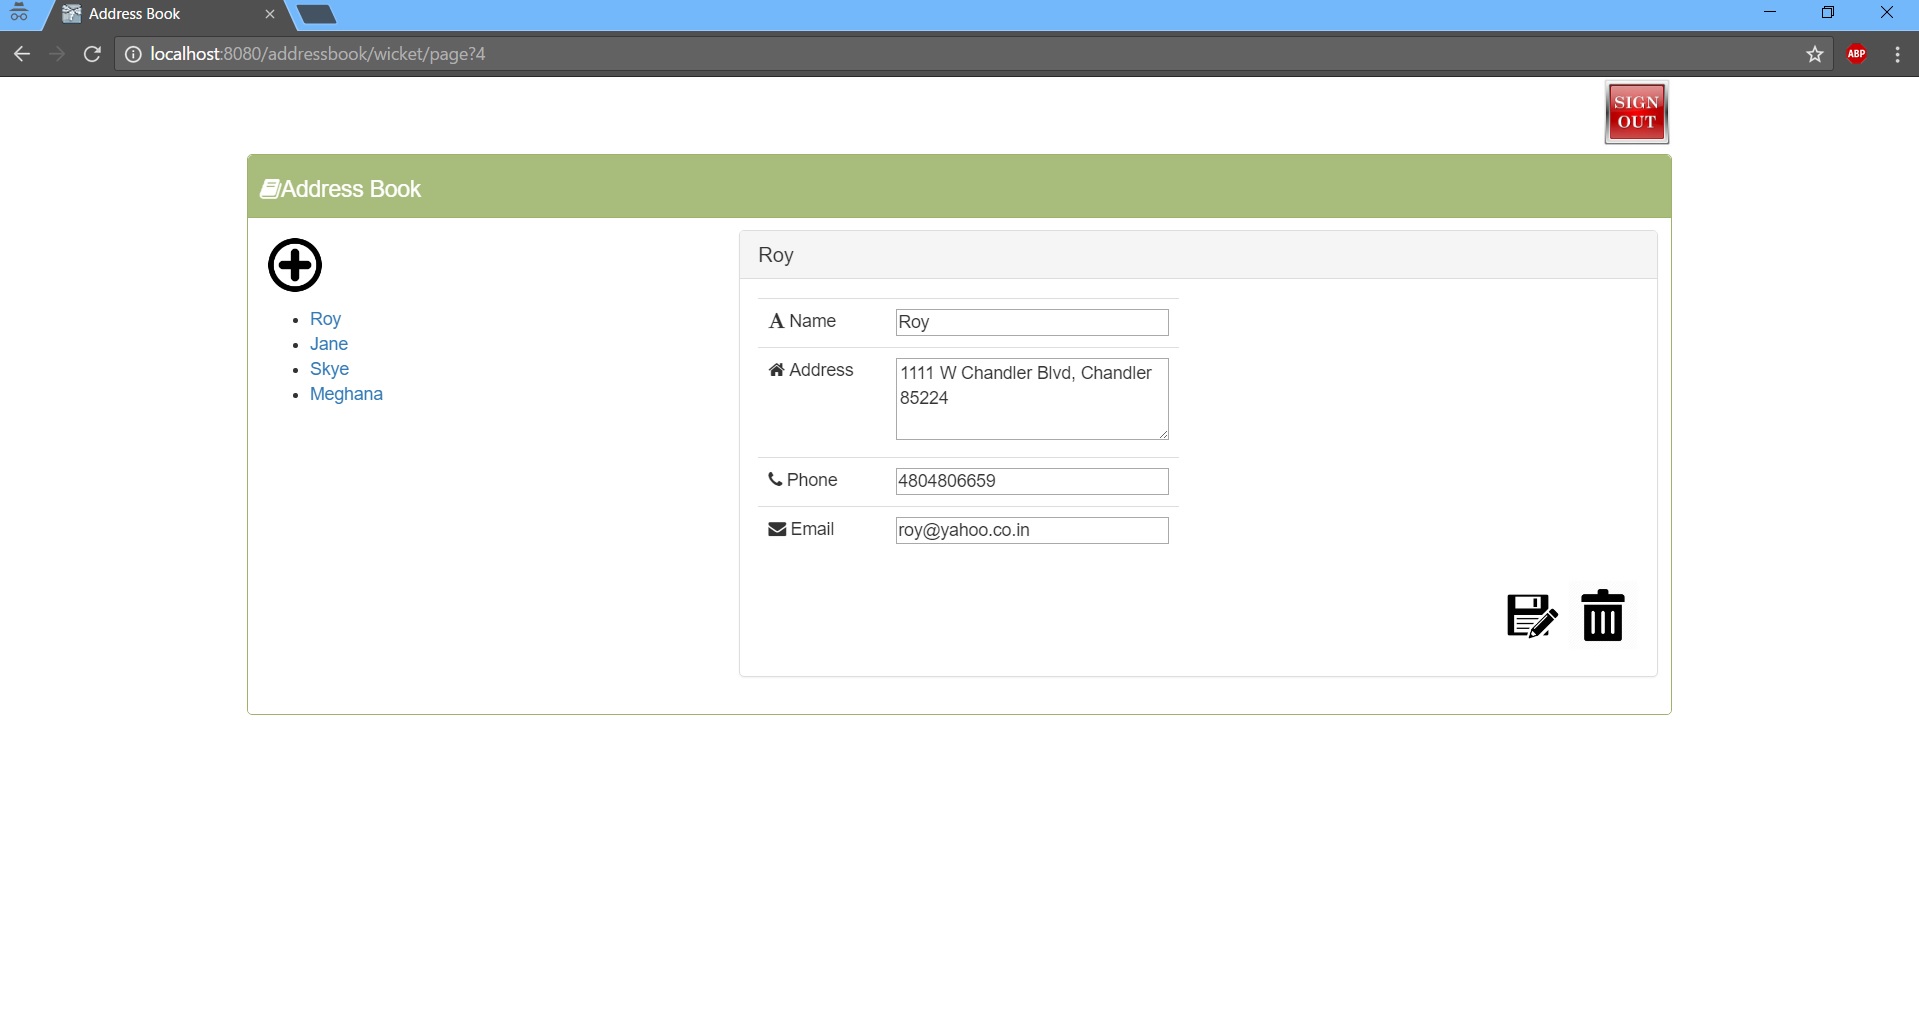 Address Book
localhost:8080/addressbook/wicket/page?4
ABP
SIGN
OUT
Address Book
Roy
Jane
Skye
Meghana
Roy
Name
Roy
Address
1111 W Chandler Blvd, Chandler
85224
Phone
4804806659
Email
roy@yahoo.co.in